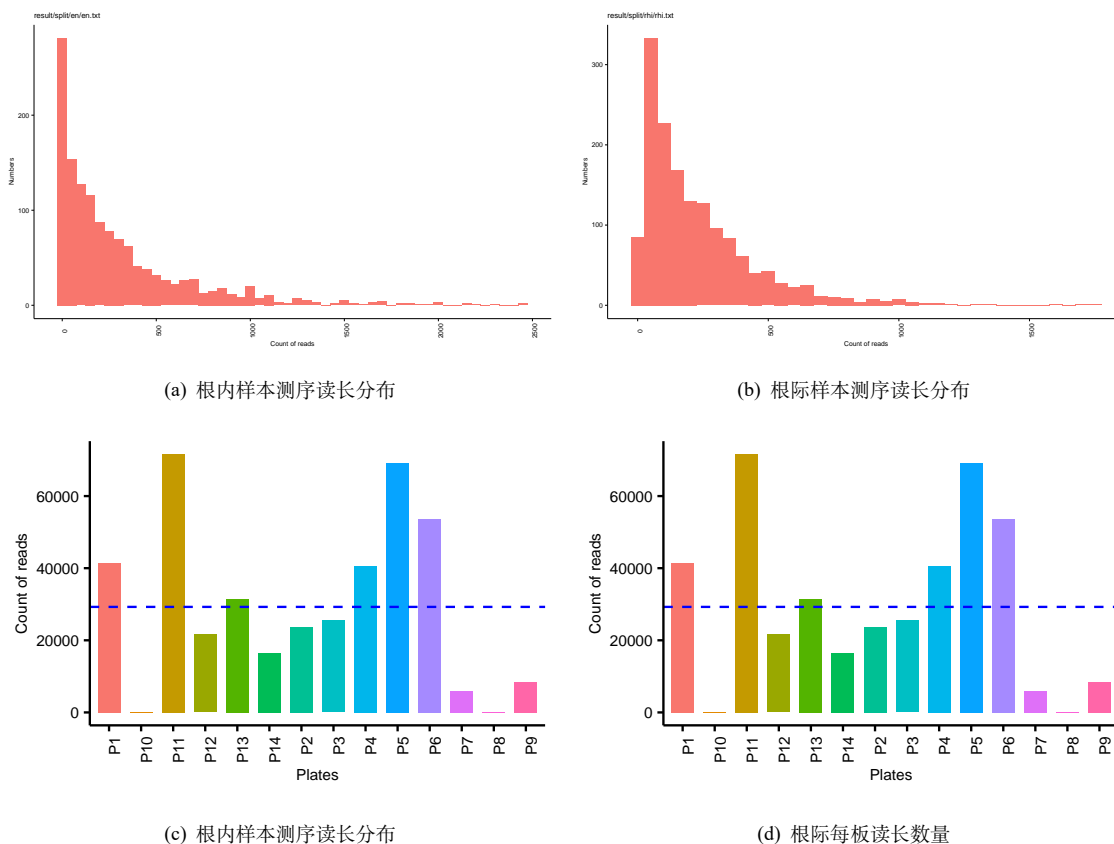 result/split/en/en.txt
200
100
0
Numbers
0
500
1000
1500
2000
2500
Count of reads
(a) 根内样本测序读长分布
result/split/rhi/rhi.txt
300
200
100
0
Numbers
0
500
1000
1500
Count of reads
(b) 根际样本测序读长分布
60000
40000
20000
0
Count of reads
P1
P10
P11
P12
P13
P14
P2
P3
P4
P5
P6
P7
P8
P9
Plates
(c) 根内样本测序读长分布
60000
40000
20000
0
Count of reads
P1
P10
P11
P12
P13
P14
P2
P3
P4
P5
P6
P7
P8
P9
Plates
(d) 根际每板读长数量